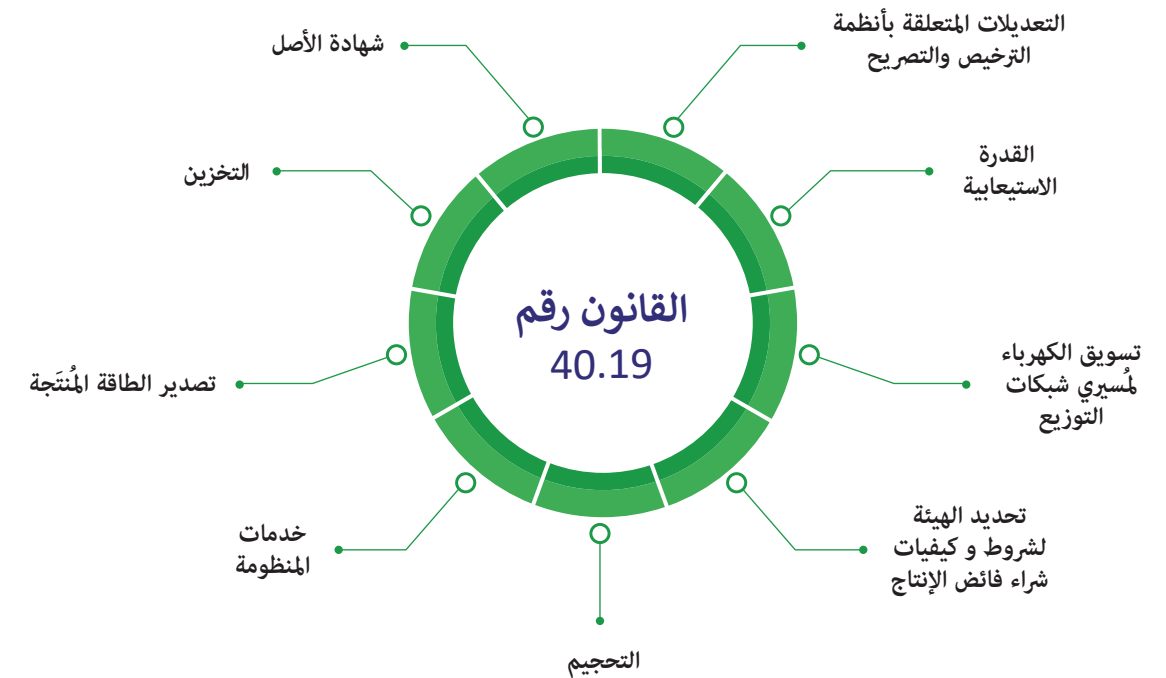 القانون رقم
40.19
التعديلات المتعلقة بأنظمة
الترخيص والتصريح
القدرة
الاستيعابية
تسويق الكهرباء
لمُسيري شبكات
التوزيع
تحديد الهيئة
لشروط و كيفيات
شراء فائض الإنتاج
التحجيم
خدمات
المنظومة
تصدير الطاقة المُنتَجة
التخزين
شهادة الأصل